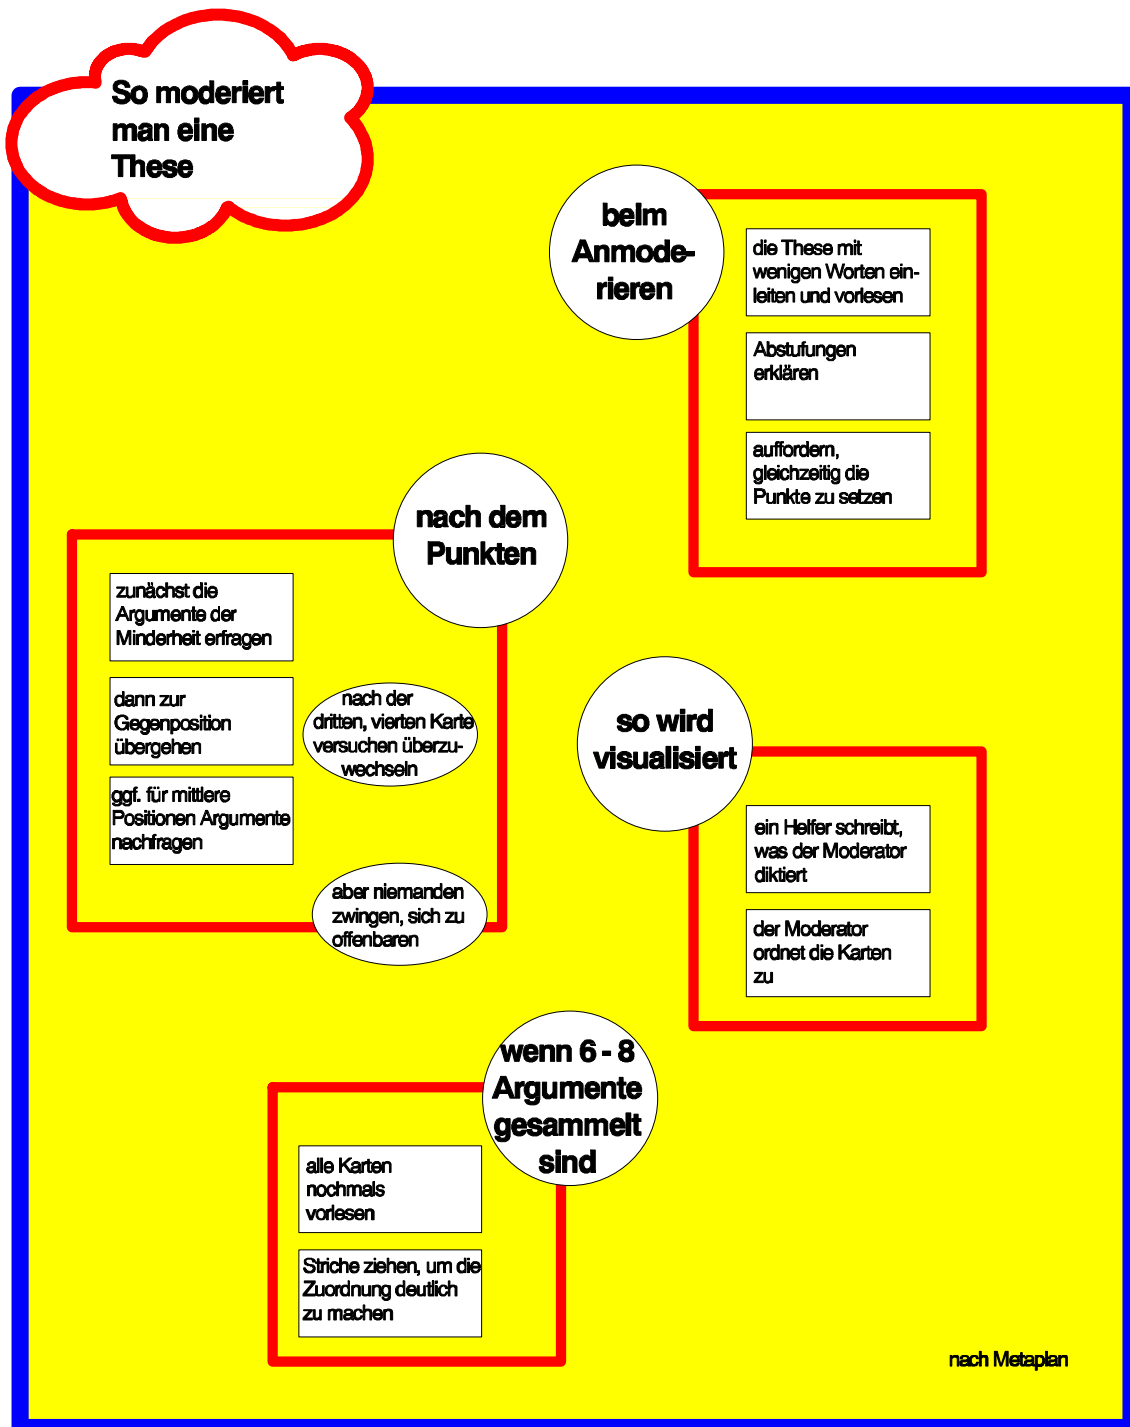 So moderiert
man eine
These
beim
Anmode-
rieren
die These mit
wenigen Worten ein-
leiten und vorlesen
Abstufungen
erklären
auffordern,
gleichzeitig die
Punkte zu setzen
nach dem
Punkten
zunächst die
Argumente der
Minderheit erfragen
dann zur
Gegenposition
übergehen
nach der
dritten, vierten Karte
versuchen überzu-
wechseln
ggf. für mittlere
Positionen Argumente
nachfragen
aber niemanden
zwingen, sich zu
offenbaren
so wird
visualisiert
ein Helfer schreibt,
was der Moderator
diktiert
der Moderator
ordnet die Karten
zu
wenn 6 - 8
Argumente
gesammelt
sind
alle Karten
nochmals
vorlesen
Striche ziehen, um die
Zuordnung deutlich
zu machen
nach Metaplan